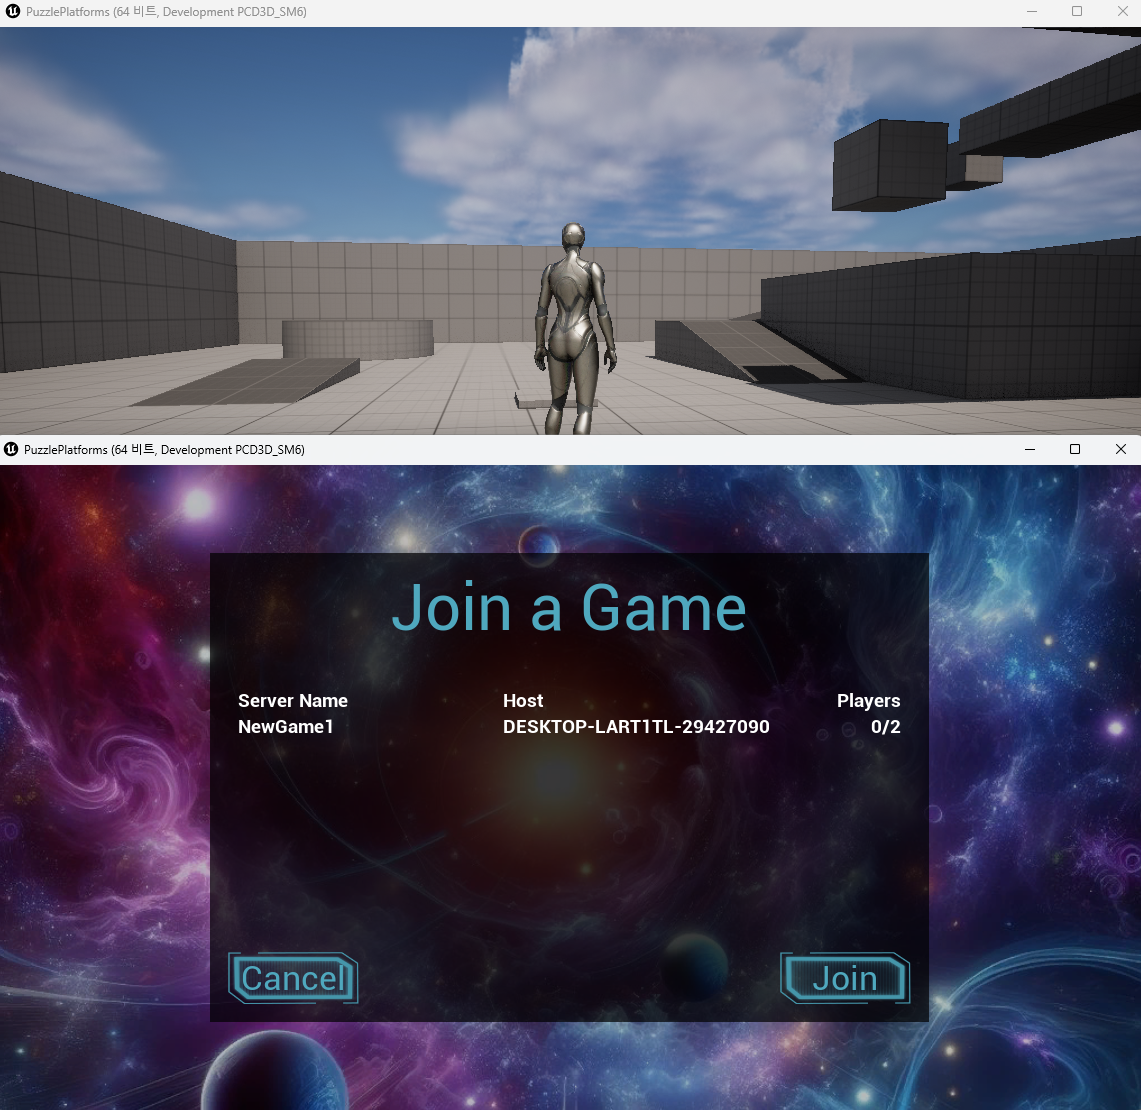 PuzzlePlatforms (64 비트, Development PCD3D_SM6)
PuzzlePlatforms (64 비트, Development PCD3D_SM6)
Join a Game
Server Name Host Players
NewGame1 DESKTOP-LART1TL-29427090 0/2
Cancel Join